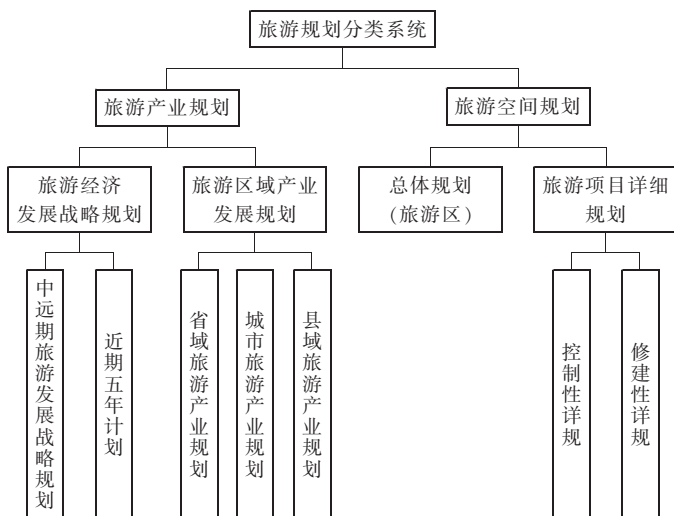 旅游规划分类系统
旅游产业规划
旅游空间规划
旅游经济
发展战略规划
旅游区域产业
发展规划
总体规划
(旅游区)
旅游项目详细
规划
中远期旅游发展战略规划
近期五年计划
省域旅游产业规划
城市旅游产业规划
县域旅游产业规划
控制性详规
修建性详规